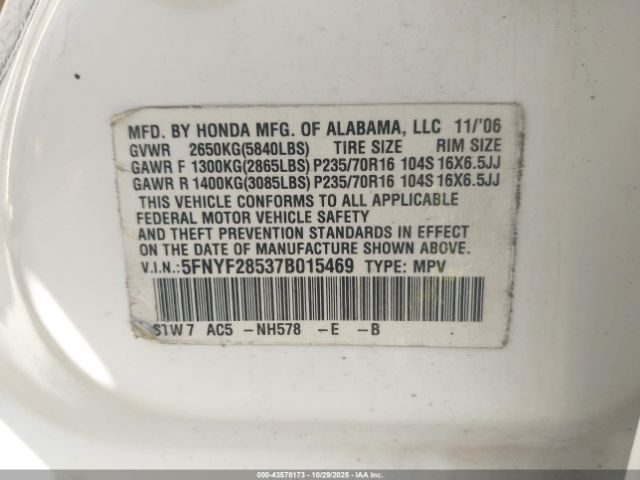 MFD. BY HONDA MFG. OF ALABAMA, LLC 11/'06
GVWR 2650KG(5840LBS) TIRE SIZE RIM SIZE
GAWR F 1300KG(2865LBS) P235/70R16 104S 16X6.5JJ
GAWR R 1400KG(3085LBS) P235/70R16 104S 16X6.5JJ
THIS VEHICLE CONFORMS TO ALL APPLICABLE
FEDERAL MOTOR VEHICLE SAFETY
AND THEFT PREVENTION STANDARDS IN EFFECT
ON THE DATE OF MANUFACTURE SHOWN ABOVE.
V.I.N.: 5FNYF28537B015469 TYPE: MPV
STW7 AC5 -NH578 -E -B
000-43578173 - 10/29/2025 - IAA Inc.